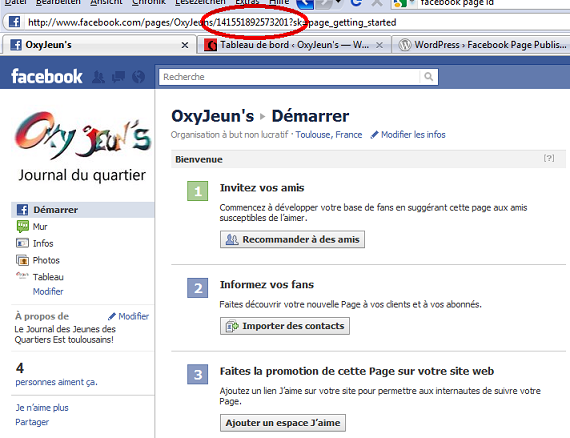 Datei Bearbeiten Ansicht Chronik Lesezeichen Extras Hilfe
facebook page id
http://www.facebook.com/pages/OxyJeuns/141551892573201?sk=page_getting_started
OxyJeun's
Tableau de bord ‹ OxyJeun's — W...
WordPress › Facebook Page Publis...
facebook
Recherche
Oxy jeun's
Journal du quartier
OxyJeun's ▸ Démarrer
Organisation à but non lucratif · Toulouse, France Modifier les infos
Bienvenue [?]
1 Invitez vos amis
Commencez à développer votre base de fans en suggérant cette page aux amis
susceptibles de l'aimer.
Recommander à des amis
2 Informez vos fans
Faites découvrir votre nouvelle Page à vos clients et à vos abonnés.
Importer des contacts
3 Faites la promotion de cette Page sur votre site web
Ajoutez un lien J'aime sur votre site pour permettre aux internautes de suivre votre
Page.
Ajouter un espace J'aime
Démarrer
Mur
Infos
Photos
Tableau
Modifier
À propos de Modifier
Le Journal des Jeunes des
Quartiers Est toulousains!
4
personnes aiment ça.
Je n'aime plus
Partager